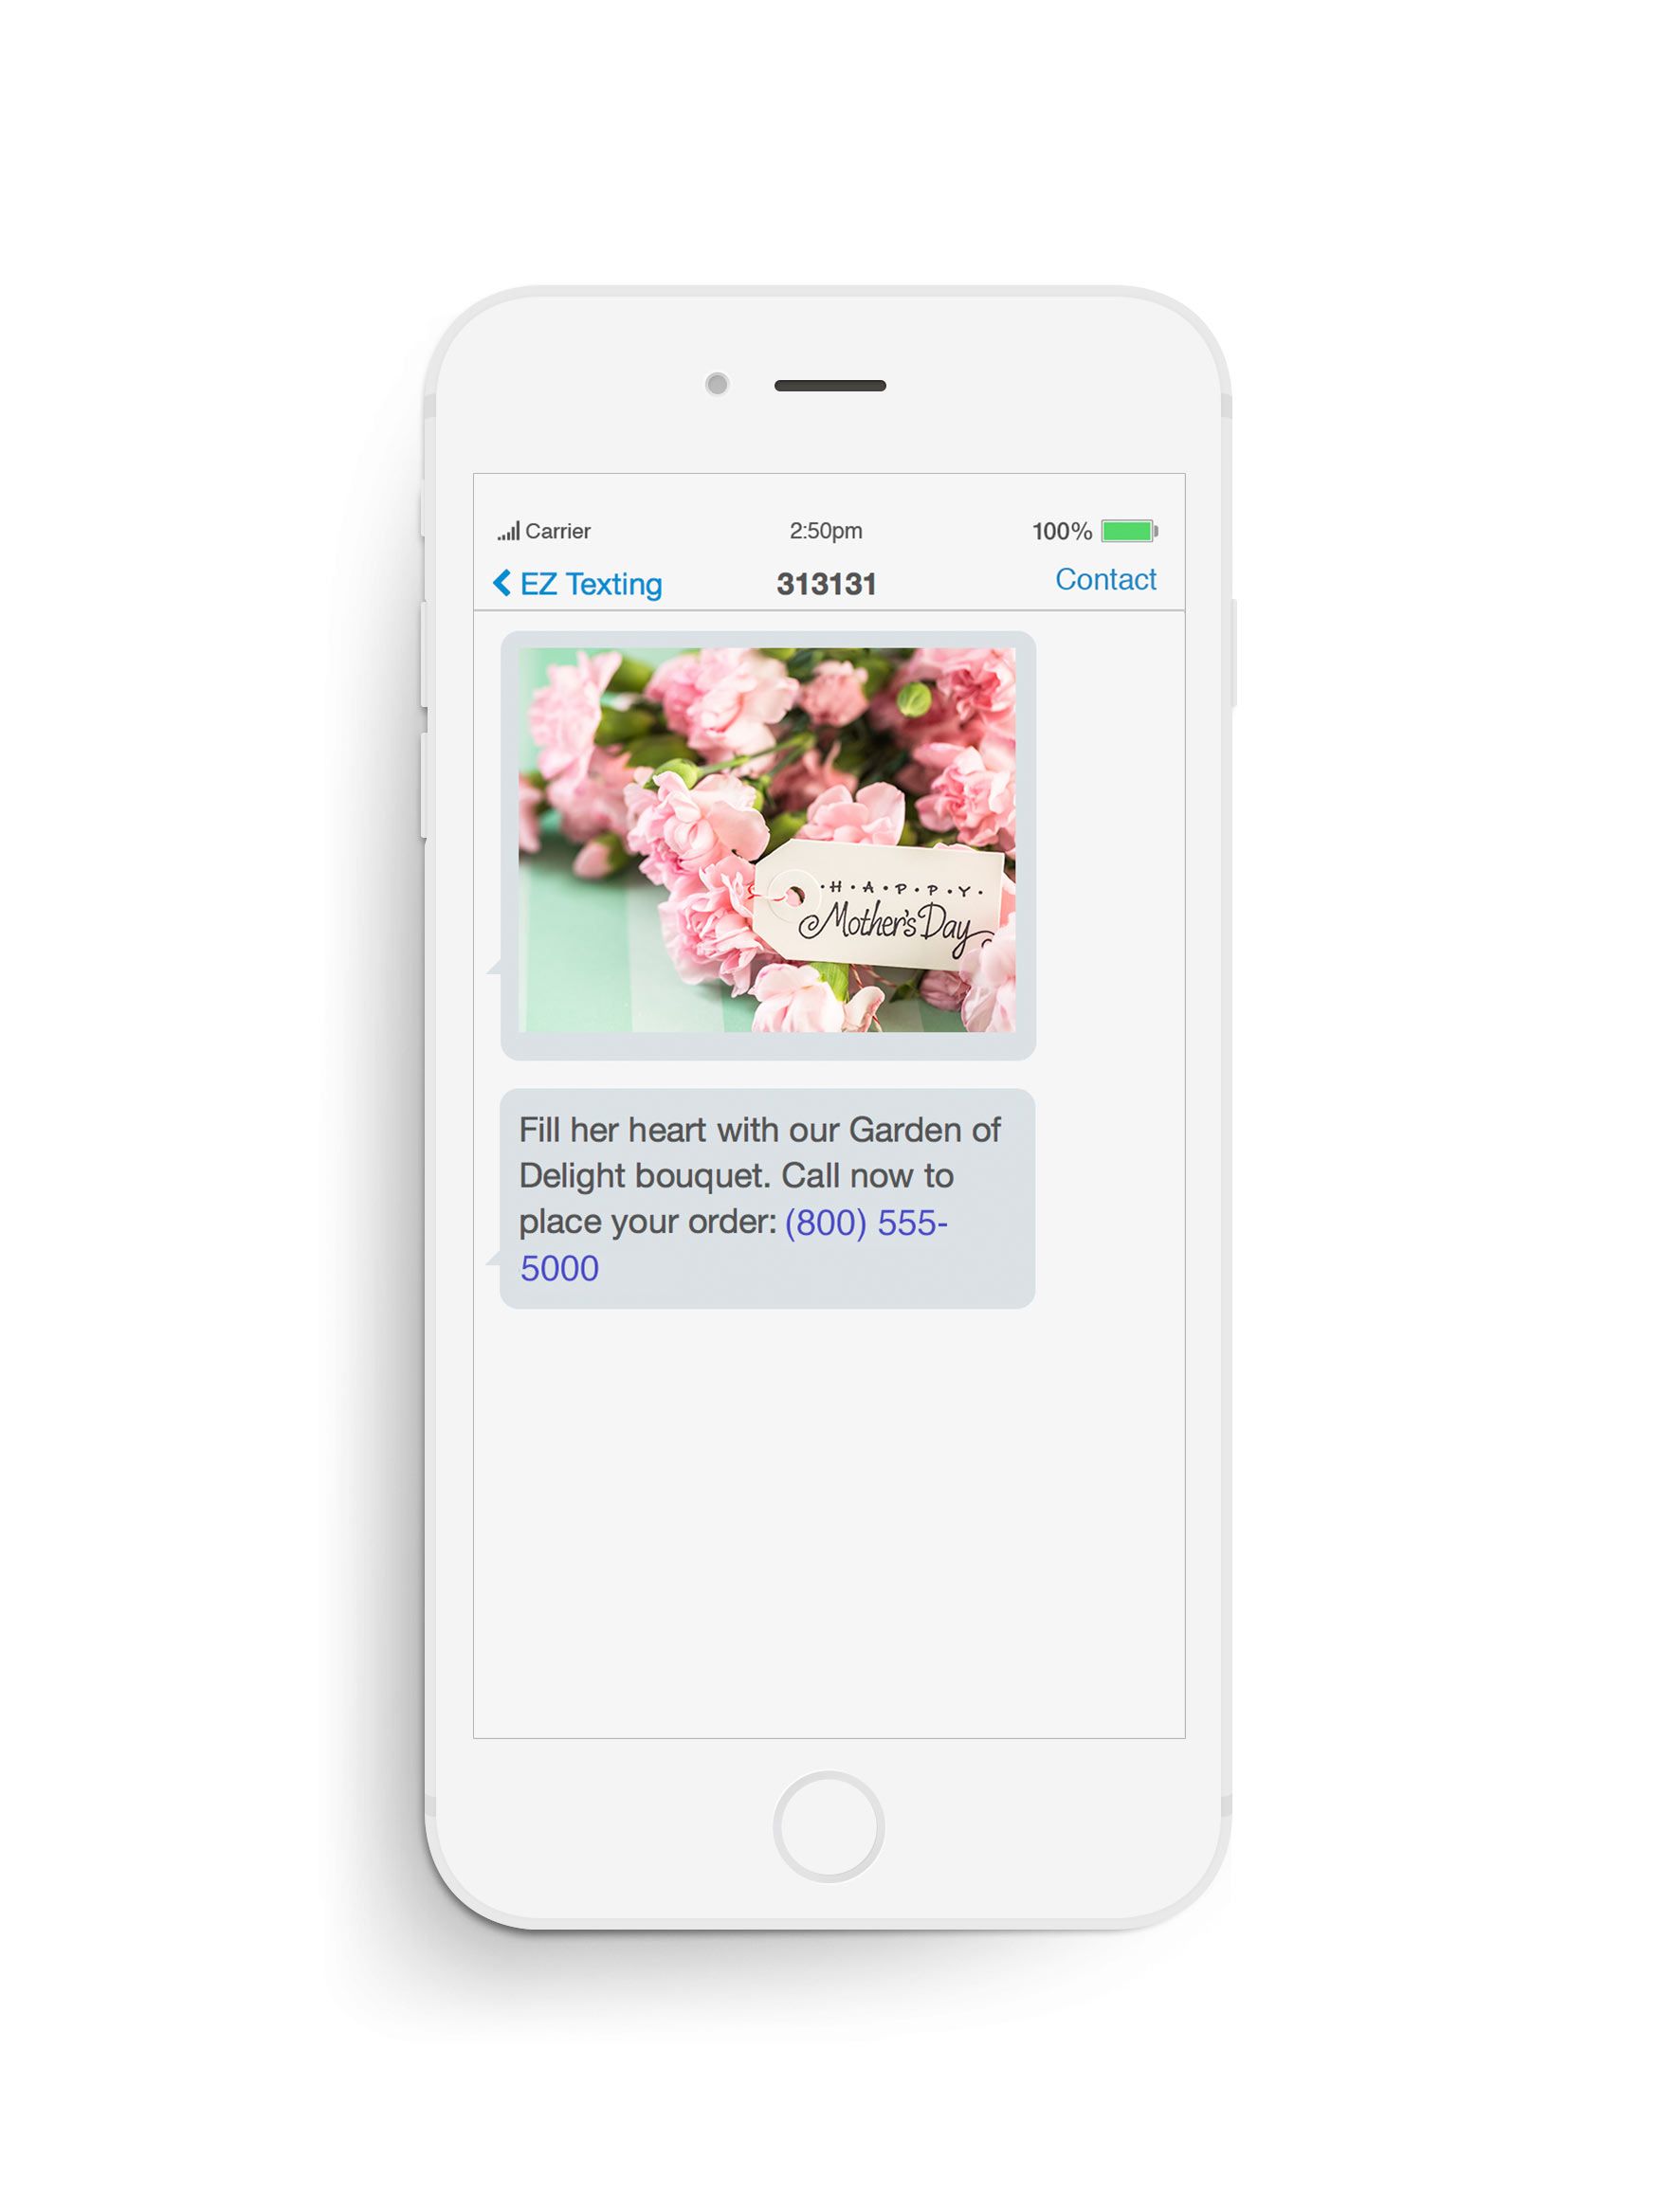 Carrier 2:50pm 100%
EZ Texting 313131 Contact
·H·A·P·P·Y·
Mother's Day
Fill her heart with our Garden of
Delight bouquet. Call now to
place your order: (800) 555-
5000